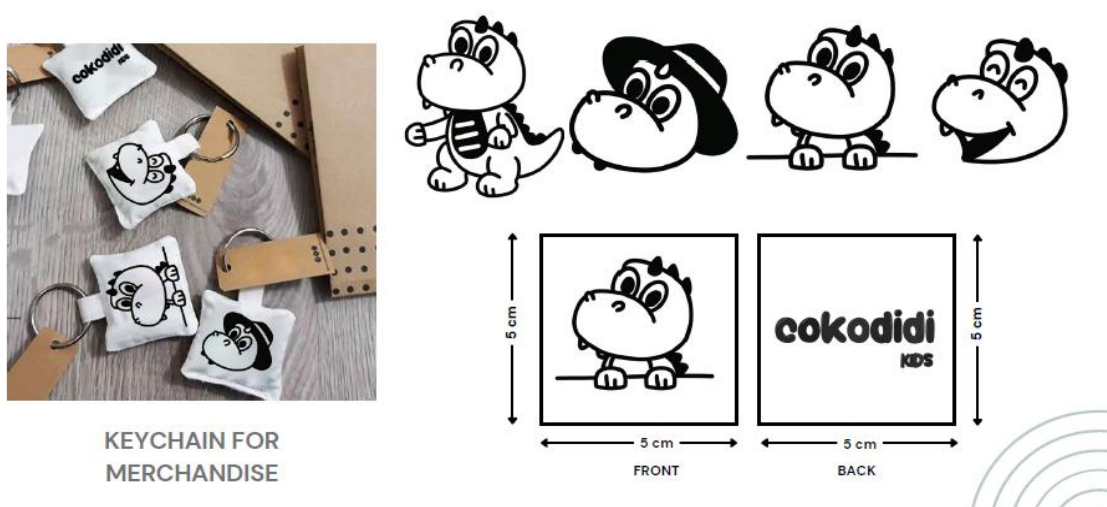 cokodidi
KIDS
KEYCHAIN FOR
MERCHANDISE
5 cm
cokodidi
KIDS
5 cm
5 cm
5 cm
FRONT
BACK